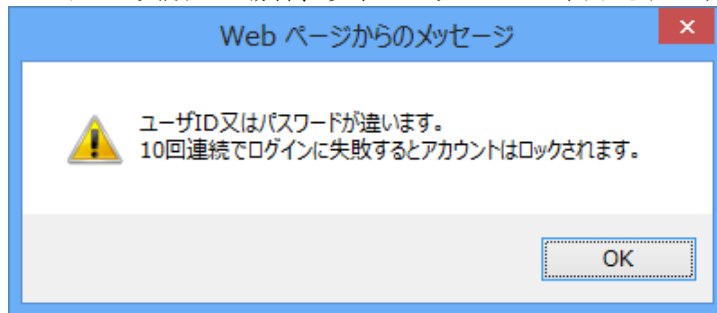 Web ページからのメッセージ
ユーザID又はパスワードが違います。
10回連続でログインに失敗するとアカウントはロックされます。
OK